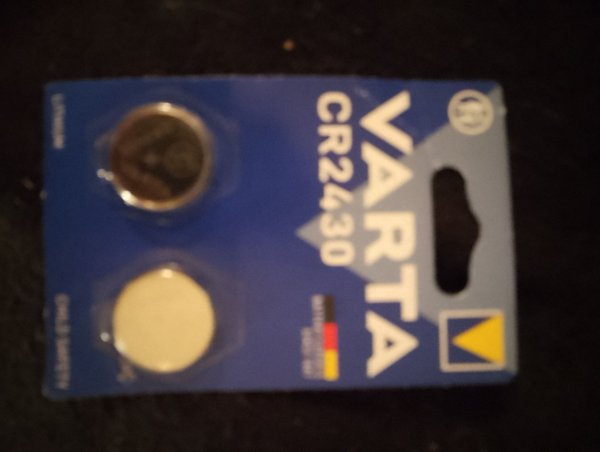 VARTA
CR2430
LITHIUM
CHILD SAFETY